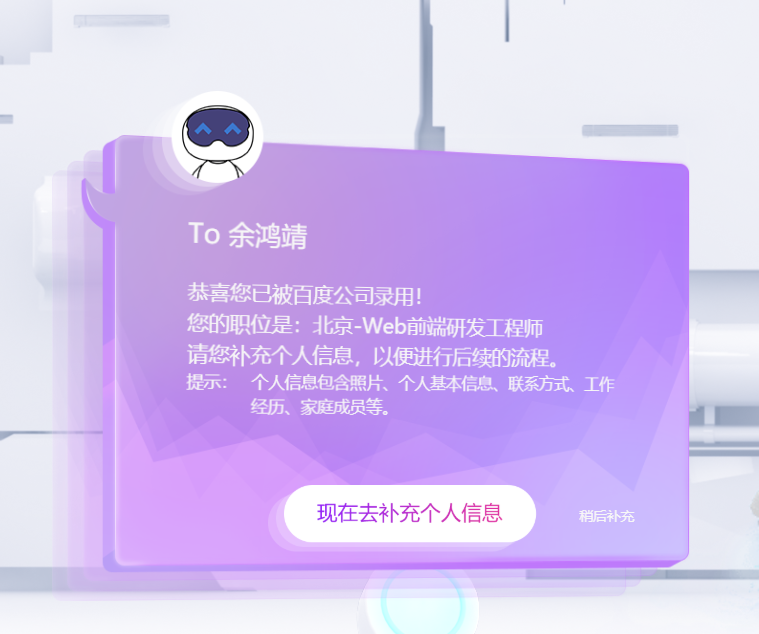 To 余鸿靖
恭喜您已被百度公司录用！
您的职位是：北京-Web前端研发工程师
请您补充个人信息，以便进行后续的流程。
提示： 个人信息包含照片、个人基本信息、联系方式、工作
经历、家庭成员等。
现在去补充个人信息
稍后补充